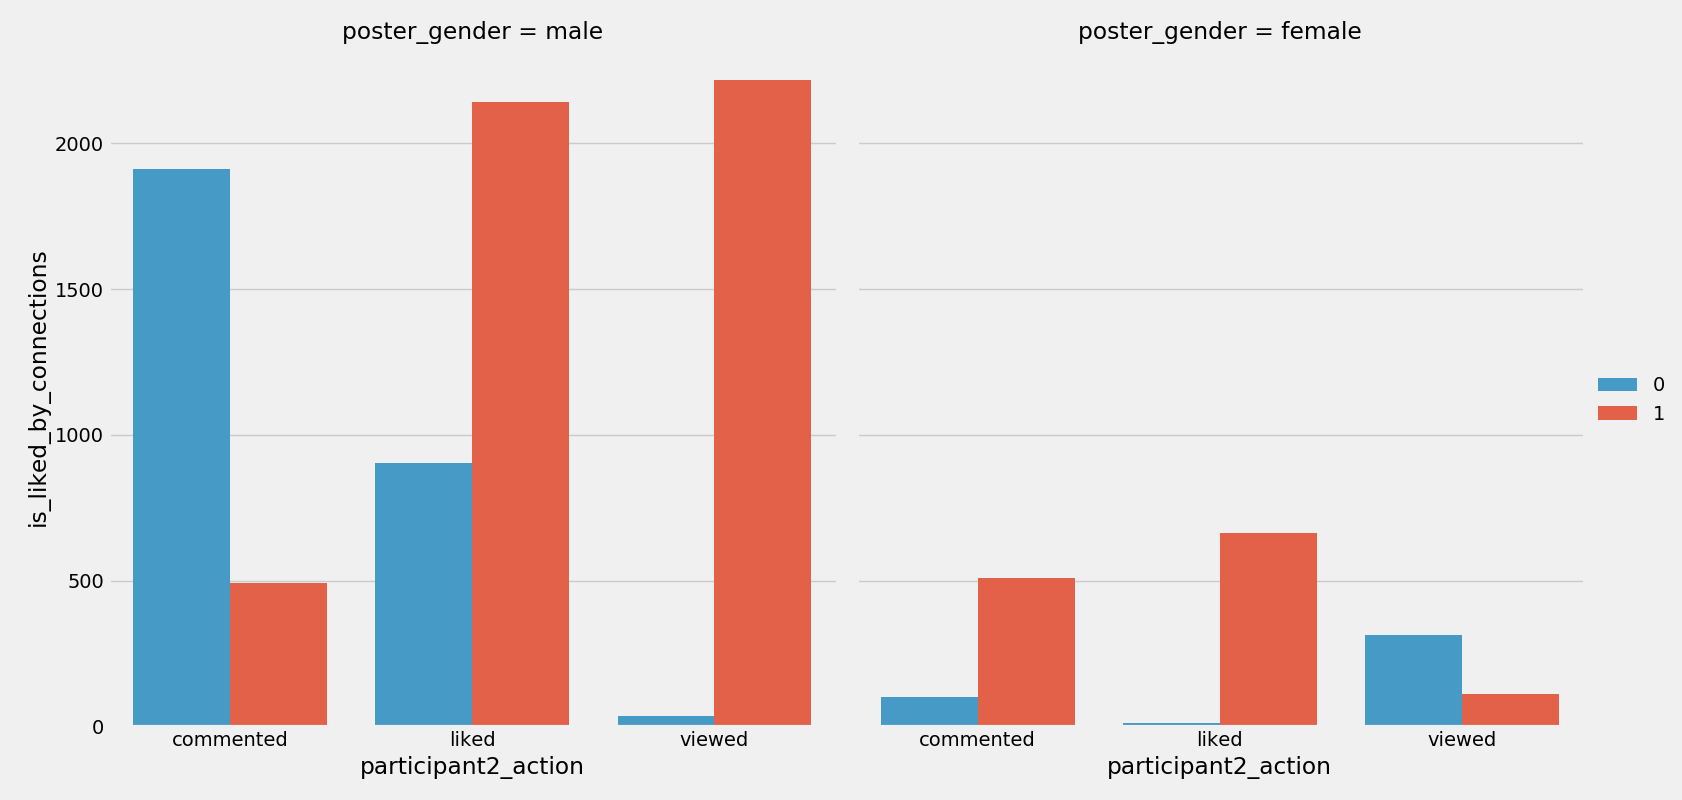 poster_gender = male
poster_gender = female
is_liked_by_connections
2000
1500
1000
500
0
commented
liked
viewed
commented
liked
viewed
participant2_action
participant2_action
0
1